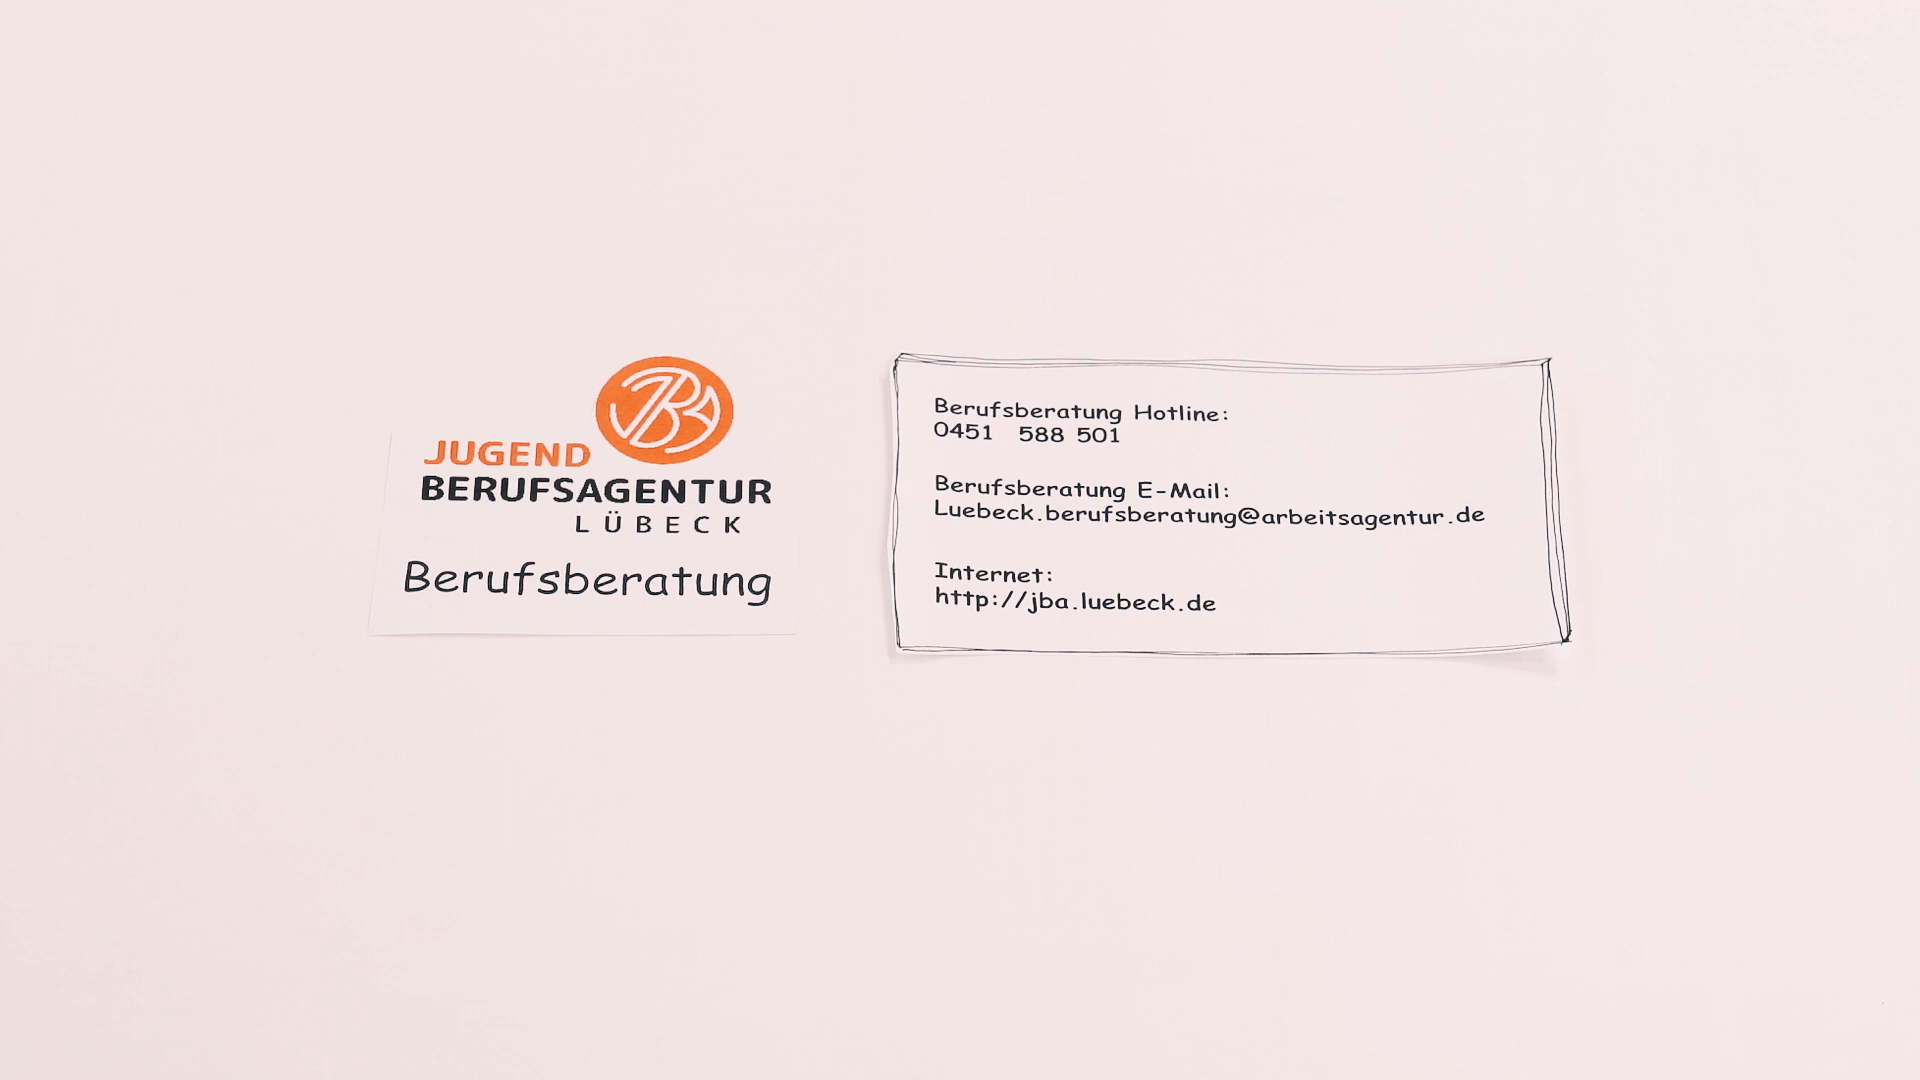 JBA
JUGEND
BERUFSAGENTUR
LÜBECK
Berufsberatung
Berufsberatung Hotline:
0451 588 501
Berufsberatung E-Mail:
Luebeck.berufsberatung@arbeitsagentur.de
Internet:
http://jba.luebeck.de